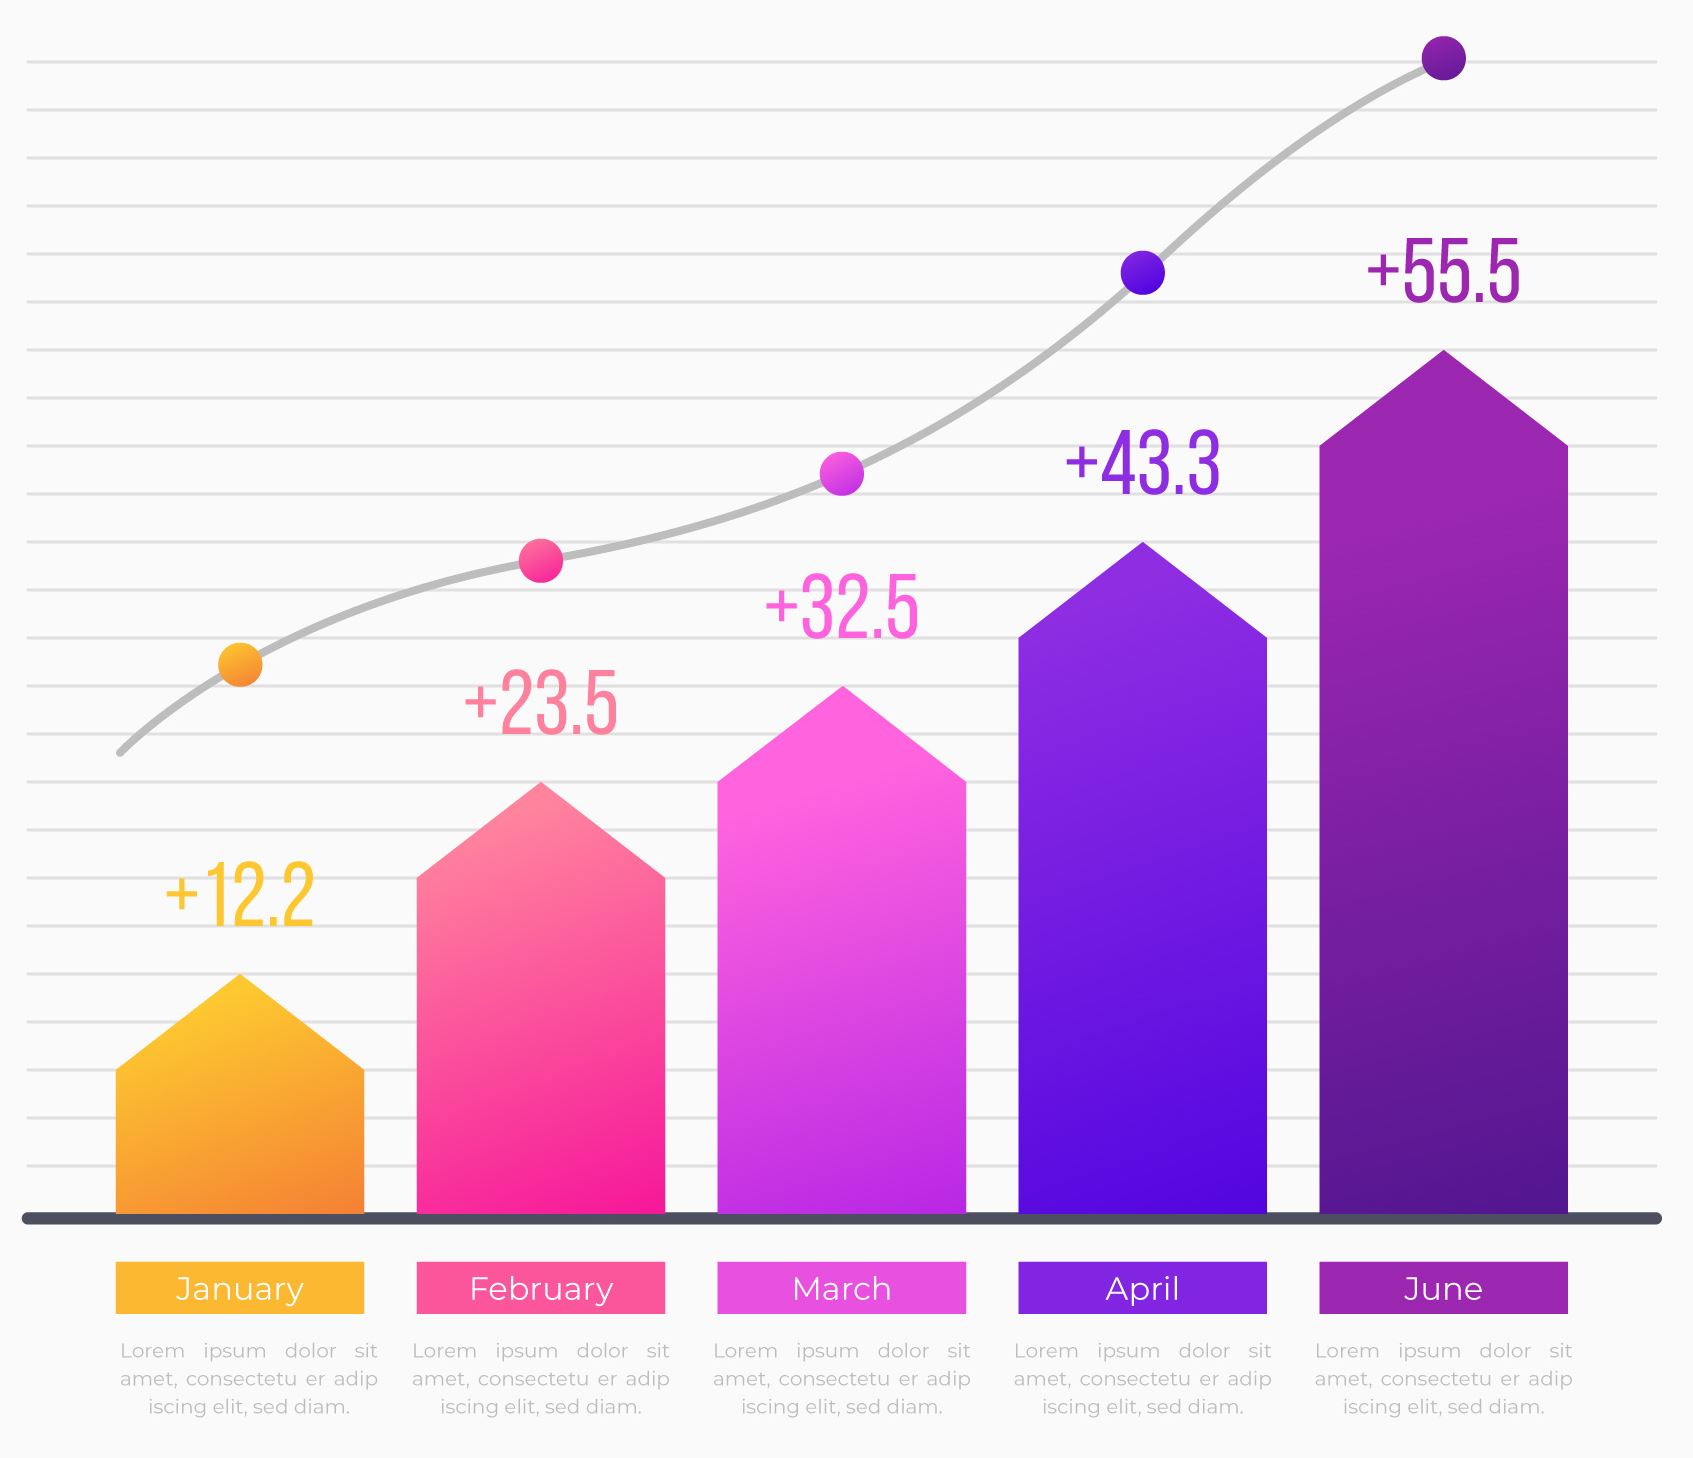 +55.5
+43.3
+32.5
+23.5
+12.2
January
February
March
April
June
Lorem ipsum dolor sit
amet, consectetu er adip
iscing elit, sed diam.
Lorem ipsum dolor sit
amet, consectetu er adip
iscing elit, sed diam.
Lorem ipsum dolor sit
amet, consectetu er adip
iscing elit, sed diam.
Lorem ipsum dolor sit
amet, consectetu er adip
iscing elit, sed diam.
Lorem ipsum dolor sit
amet, consectetu er adip
iscing elit, sed diam.